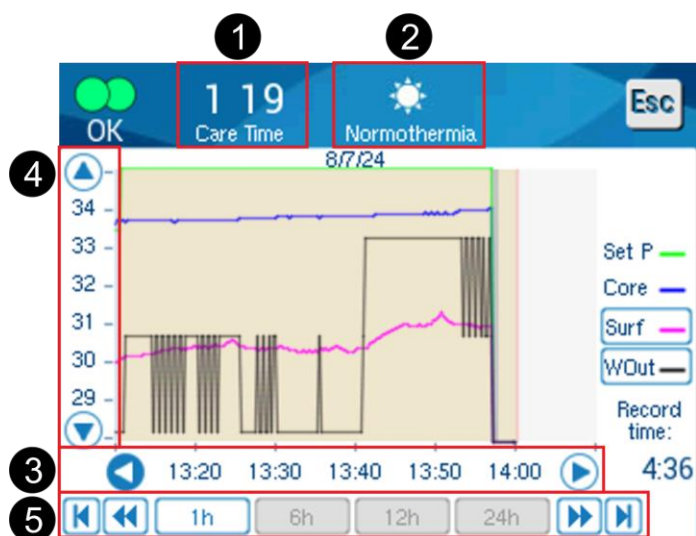 1
2
1 19
Esc
OK
Care Time
Normothermia
8/7/24
4
34
33
32
31
30
29
Set P
Core
Surf
WOut
Record
time:
4:36
3
13:20 13:30 13:40 13:50 14:00
5
1h 6h 12h 24h